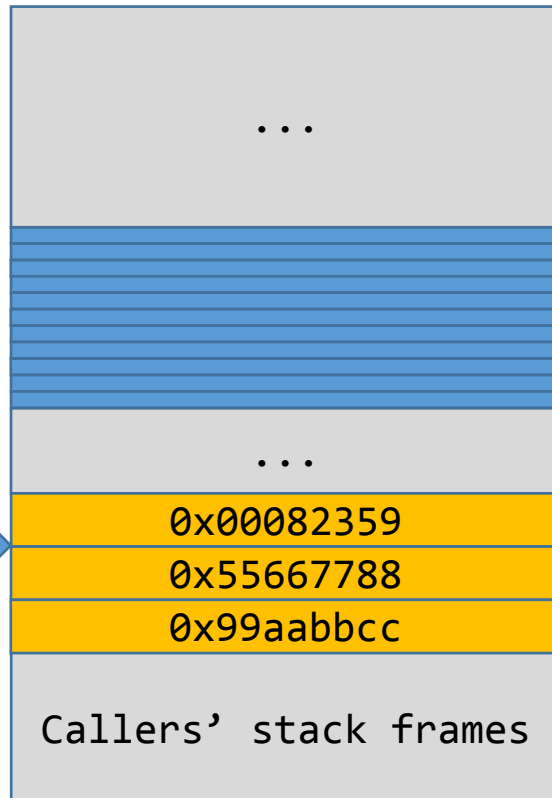 ...
...
0x00082359
0x55667788
0x99aabbcc
Callers’ stack frames